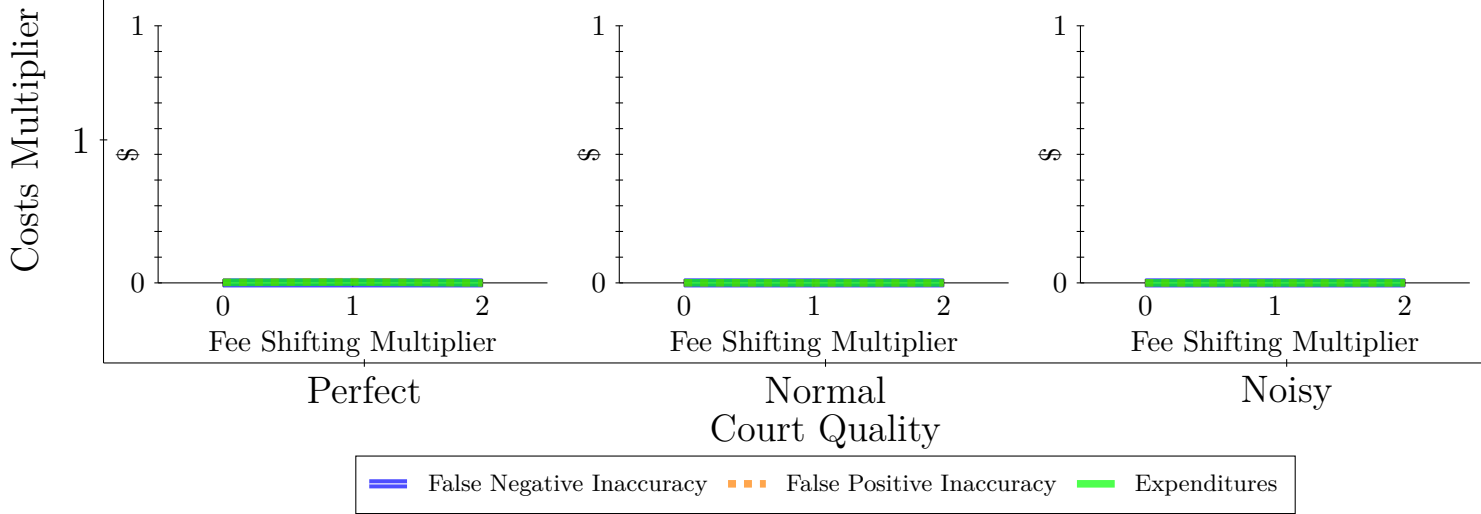 Costs Multiplier
1
1
$
0
0 1 2
Fee Shifting Multiplier
1
$
0
0 1 2
Fee Shifting Multiplier
1
$
0
0 1 2
Fee Shifting Multiplier
Perfect Normal Noisy
Court Quality
False Negative Inaccuracy False Positive Inaccuracy Expenditures